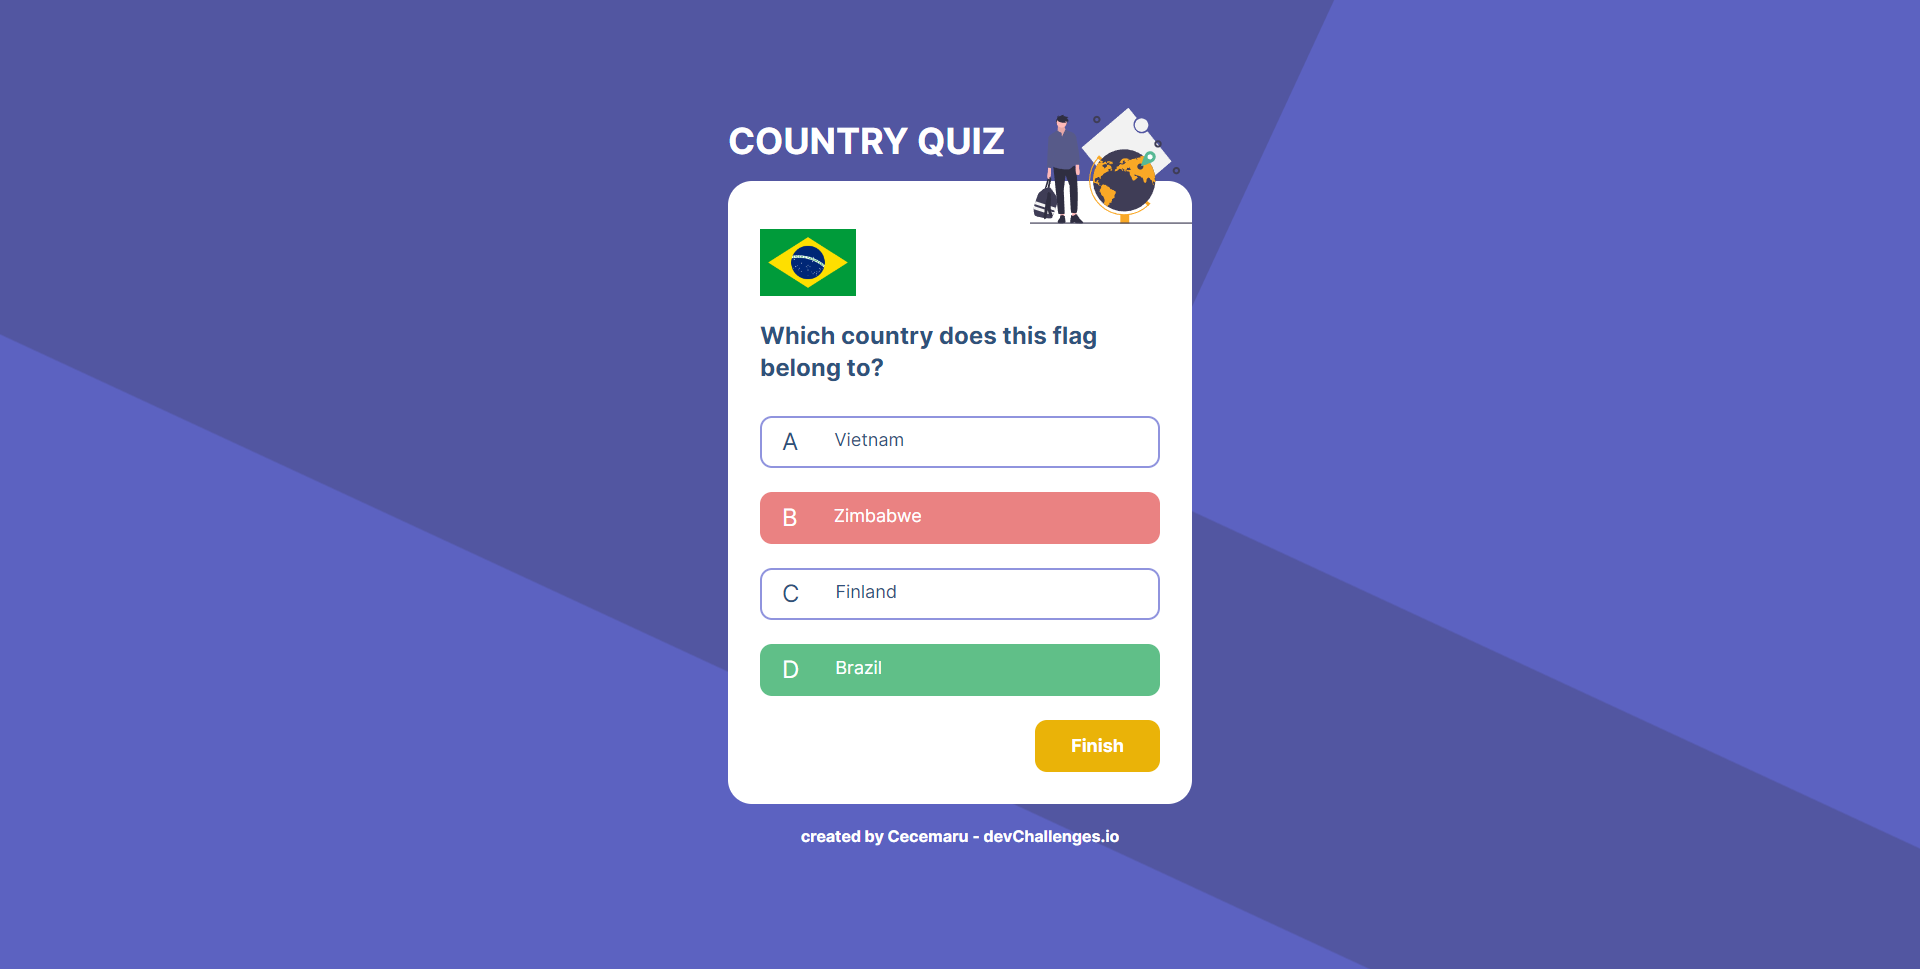 COUNTRY QUIZ
Which country does this flag
belong to?
A Vietnam
B Zimbabwe
C Finland
D Brazil
Finish
created by Cecemaru - devChallenges.io